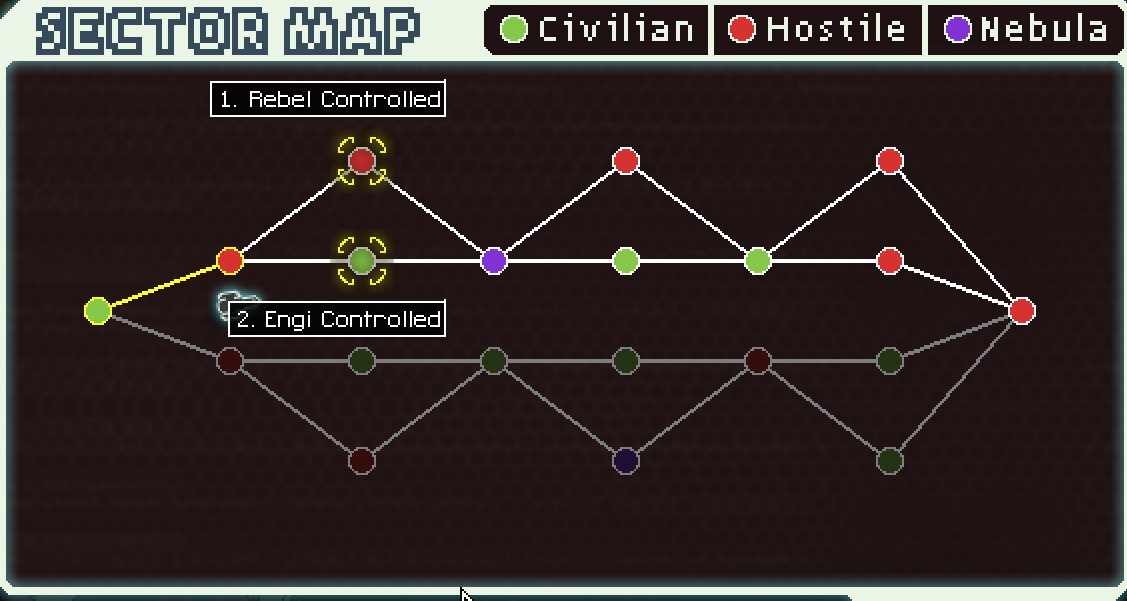 SECTOR MAP
Civilian
Hostile
Nebula
1. Rebel Controlled
2. Engi Controlled